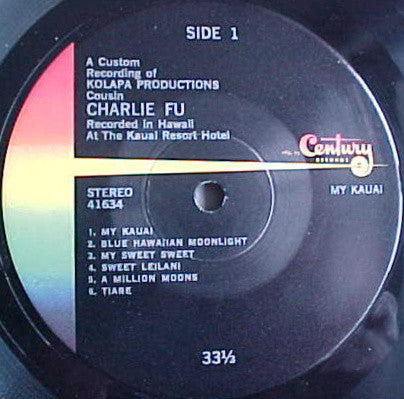 SIDE 1
A Custom
Recording of
KOLAPA PRODUCTIONS
Cousin
CHARLIE FU
Recorded in Hawaii
At The Kauai Resort Hotel
Century
RECORDS
STEREO
41634
MY KAUAI
1. MY KAUAI
2. BLUE HAWAIIAN MOONLIGHT
3. MY SWEET SWEET
4. SWEET LEILANI
5. A MILLION MOONS
6. TIARE
33⅓